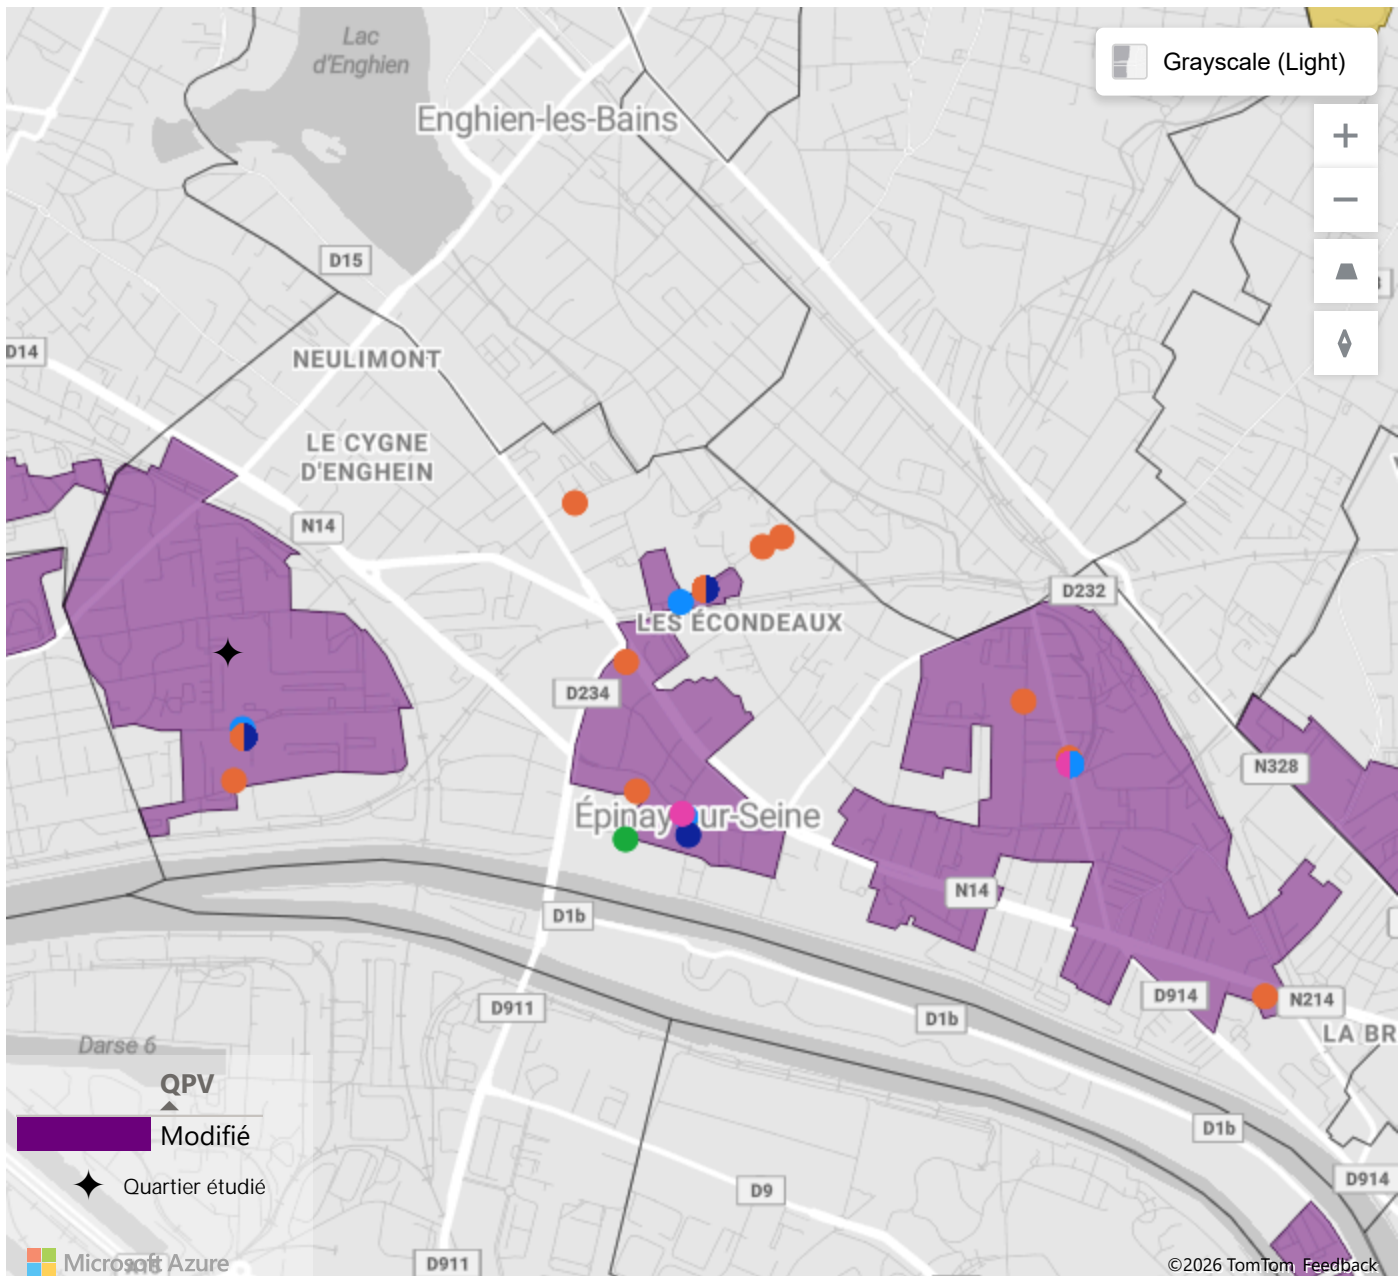 Lac
d'Enghien
Grayscale (Light)
Enghien-les-Bains
D15
D14
NEULIMONT
LE CYGNE
D'ENGHEIN
N14
D232
LES ÉCONDEAUX
D234
N328
Épinay-sur-Seine
N14
D1b
D914
N214
D911
D1b
LA BR
Darse 6
QPV
Modifié
D1b
Quartier étudié
D914
D9
Microsoft Azure
D911
©2026 TomTom Feedback